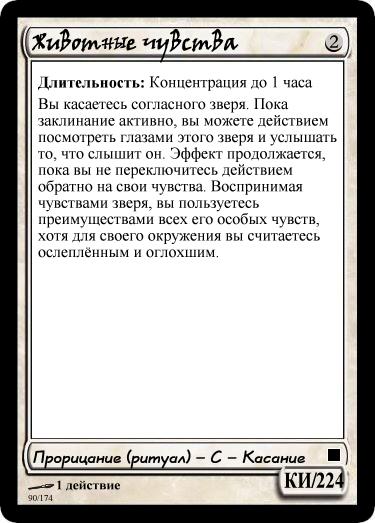 Животные чувства 2
Длительность: Концентрация до 1 часа
Вы касаетесь согласного зверя. Пока
заклинание активно, вы можете действием
посмотреть глазами этого зверя и услышать
то, что слышит он. Эффект продолжается,
пока вы не переключитесь действием
обратно на свои чувства. Воспринимая
чувствами зверя, вы пользуетесь
преимуществами всех его особых чувств,
хотя для своего окружения вы считаетесь
ослеплённым и оглохшим.
Прорицание (ритуал) – С – Касание
КИ/224
1 действие
90/174